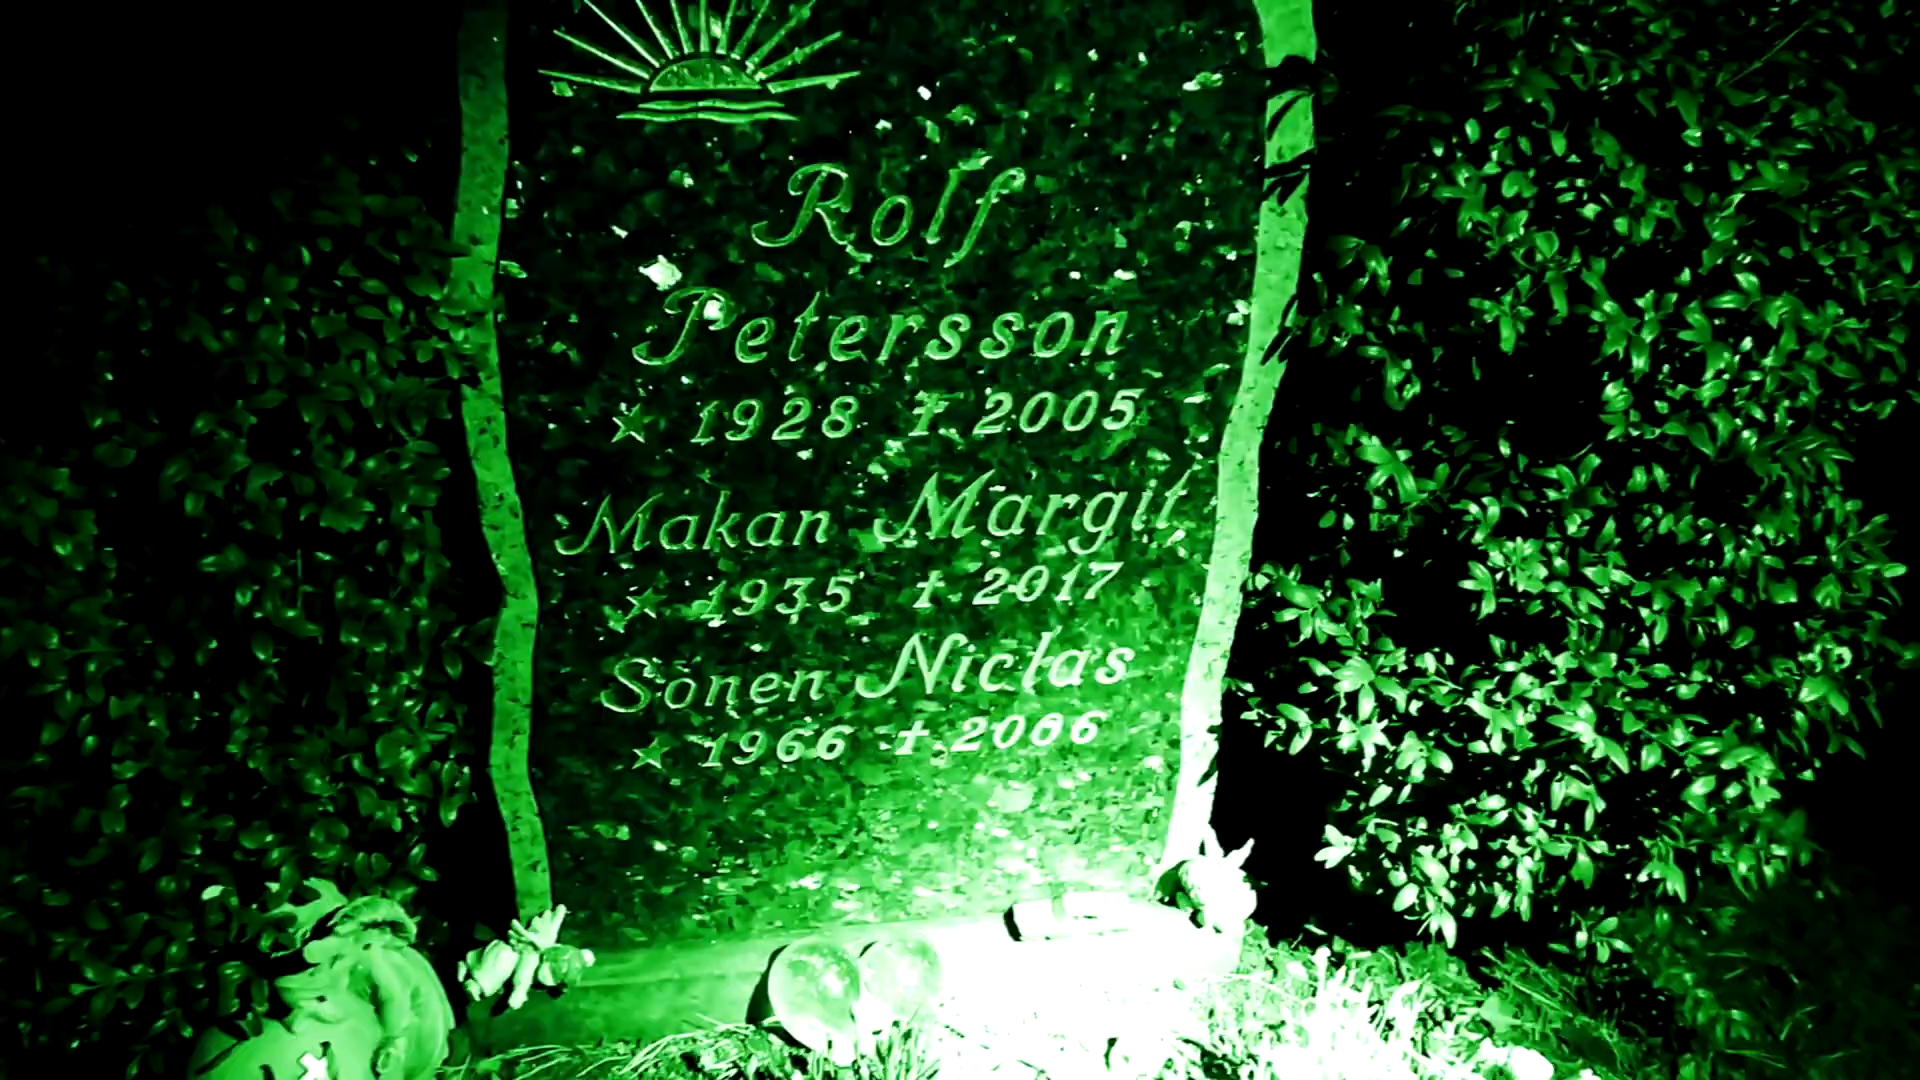 Rolf
Petersson
★ 1928 ✝ 2005
Makan Margit
★ 1935 ✝ 2017
Sonen Niclas
★ 1966 ✝ 2006